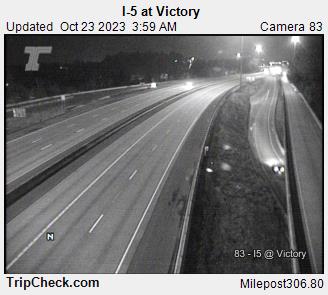 I-5 at Victory
Updated Oct 23 2023 3:59 AM Camera 83
T
N
83 - I5 @ Victory
TripCheck.com Milepost306.80